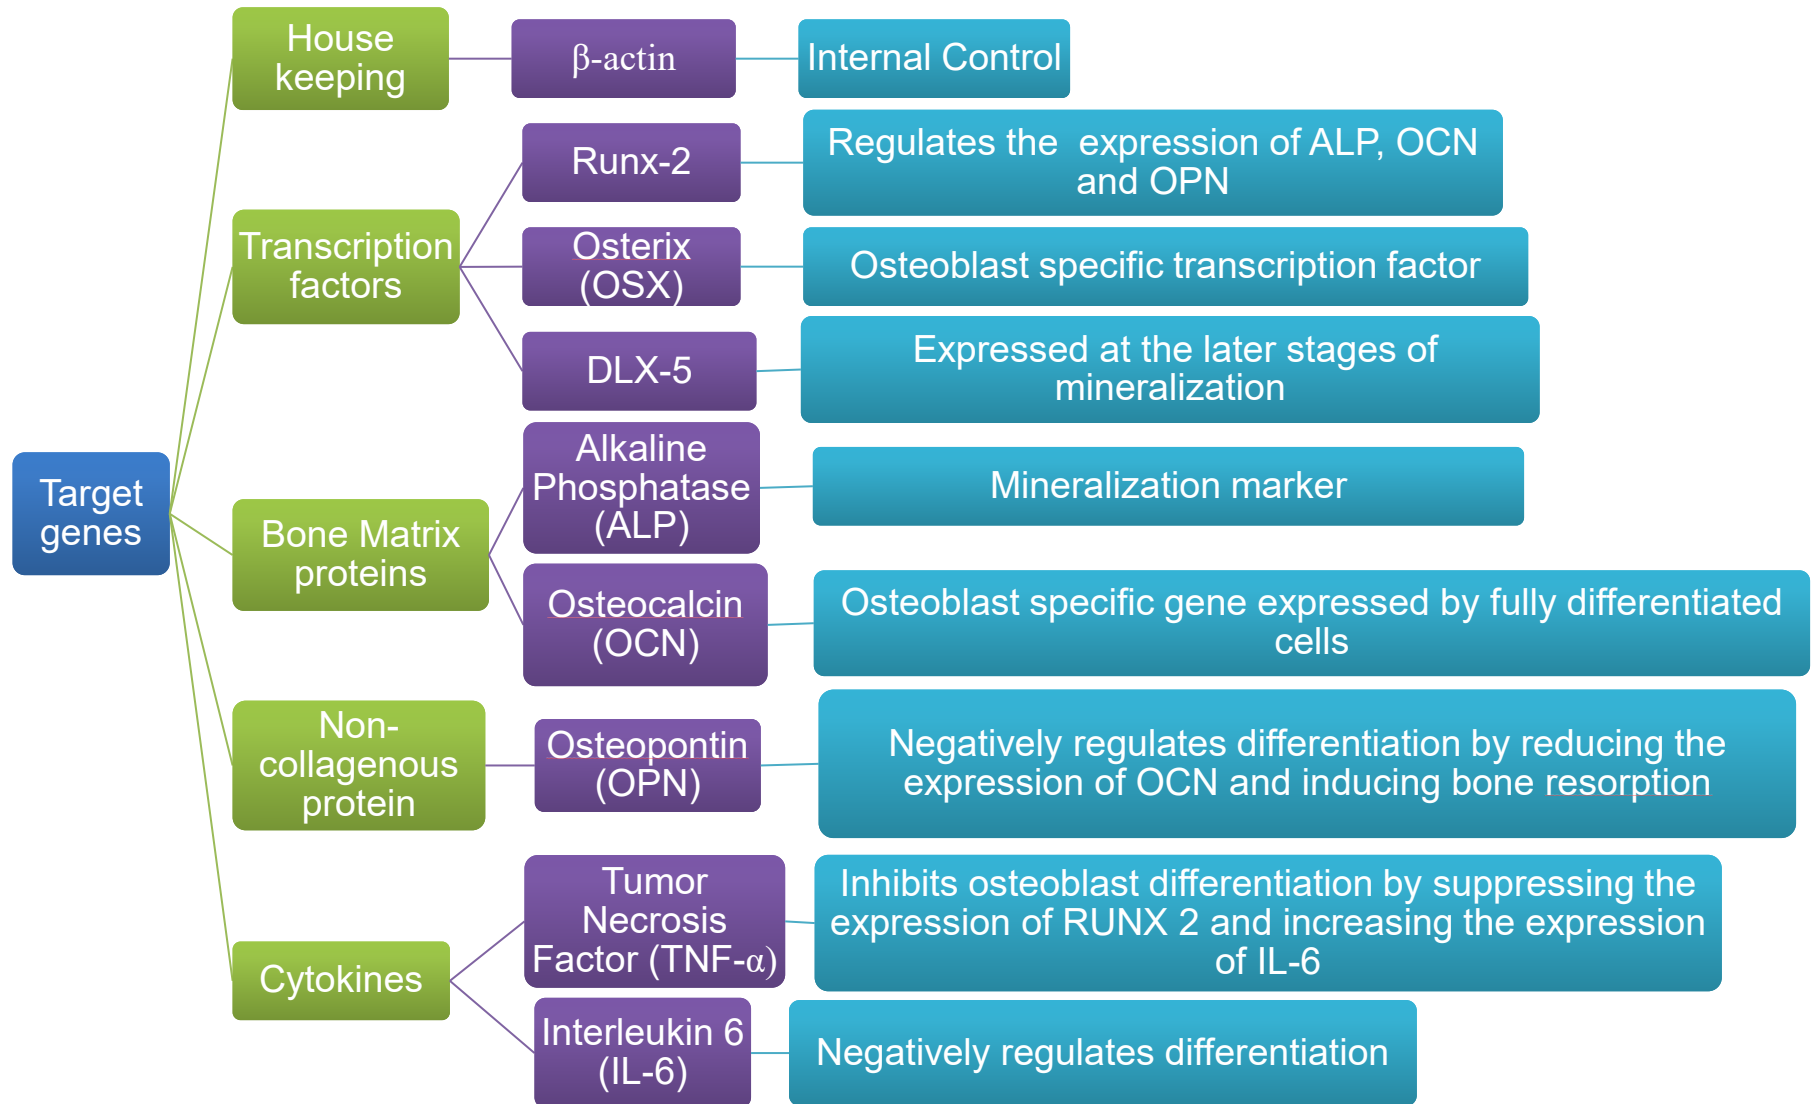 House
keeping
β-actin
Internal Control
Runx-2
Regulates the  expression of ALP, OCN
and OPN
Transcription
factors
Osterix
(OSX)
Osteoblast specific transcription factor
DLX-5
Expressed at the later stages of
mineralization
Target
genes
Bone Matrix
proteins
Alkaline
Phosphatase
(ALP)
Mineralization marker
Osteocalcin
(OCN)
Osteoblast specific gene expressed by fully differentiated
cells
Non-
collagenous
protein
Osteopontin
(OPN)
Negatively regulates differentiation by reducing the
expression of OCN and inducing bone resorption
Cytokines
Tumor
Necrosis
Factor (TNF-α)
Inhibits osteoblast differentiation by suppressing the
expression of RUNX 2 and increasing the expression
of IL-6
Interleukin 6
(IL-6)
Negatively regulates differentiation